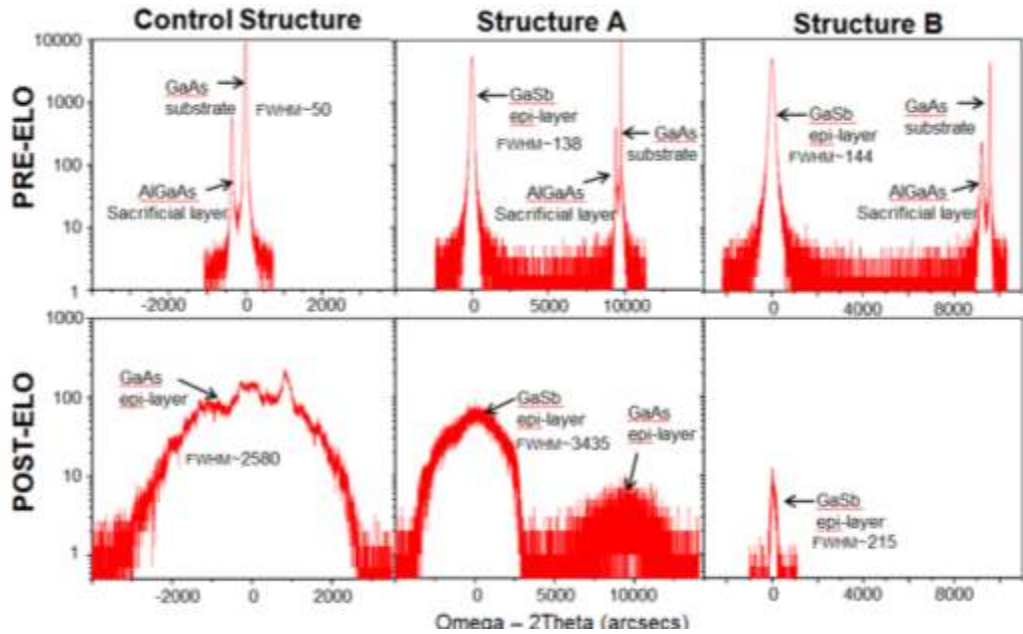 Control Structure
Structure A
Structure B
PRE-ELO
10000
1000
100
10
1
GaAs
substrate
FWHM~50
AlGaAs
Sacrificial layer
-2000
0
2000
GaSb
epi-layer
FWHM~138
GaAs
substrate
AlGaAs
Sacrificial layer
0
5000
10000
GaSb
epi-layer
FWHM~144
GaAs
substrate
AlGaAs
Sacrificial layer
0
4000
8000
POST-ELO
1000
100
10
1
GaAs
epi-layer
FWHM~2580
-2000
0
2000
GaSb
epi-layer
FWHM~3435
GaAs
epi-layer
0
5000
10000
GaSb
epi-layer
FWHM~215
0
4000
8000
Omega – 2Theta (arcsecs)